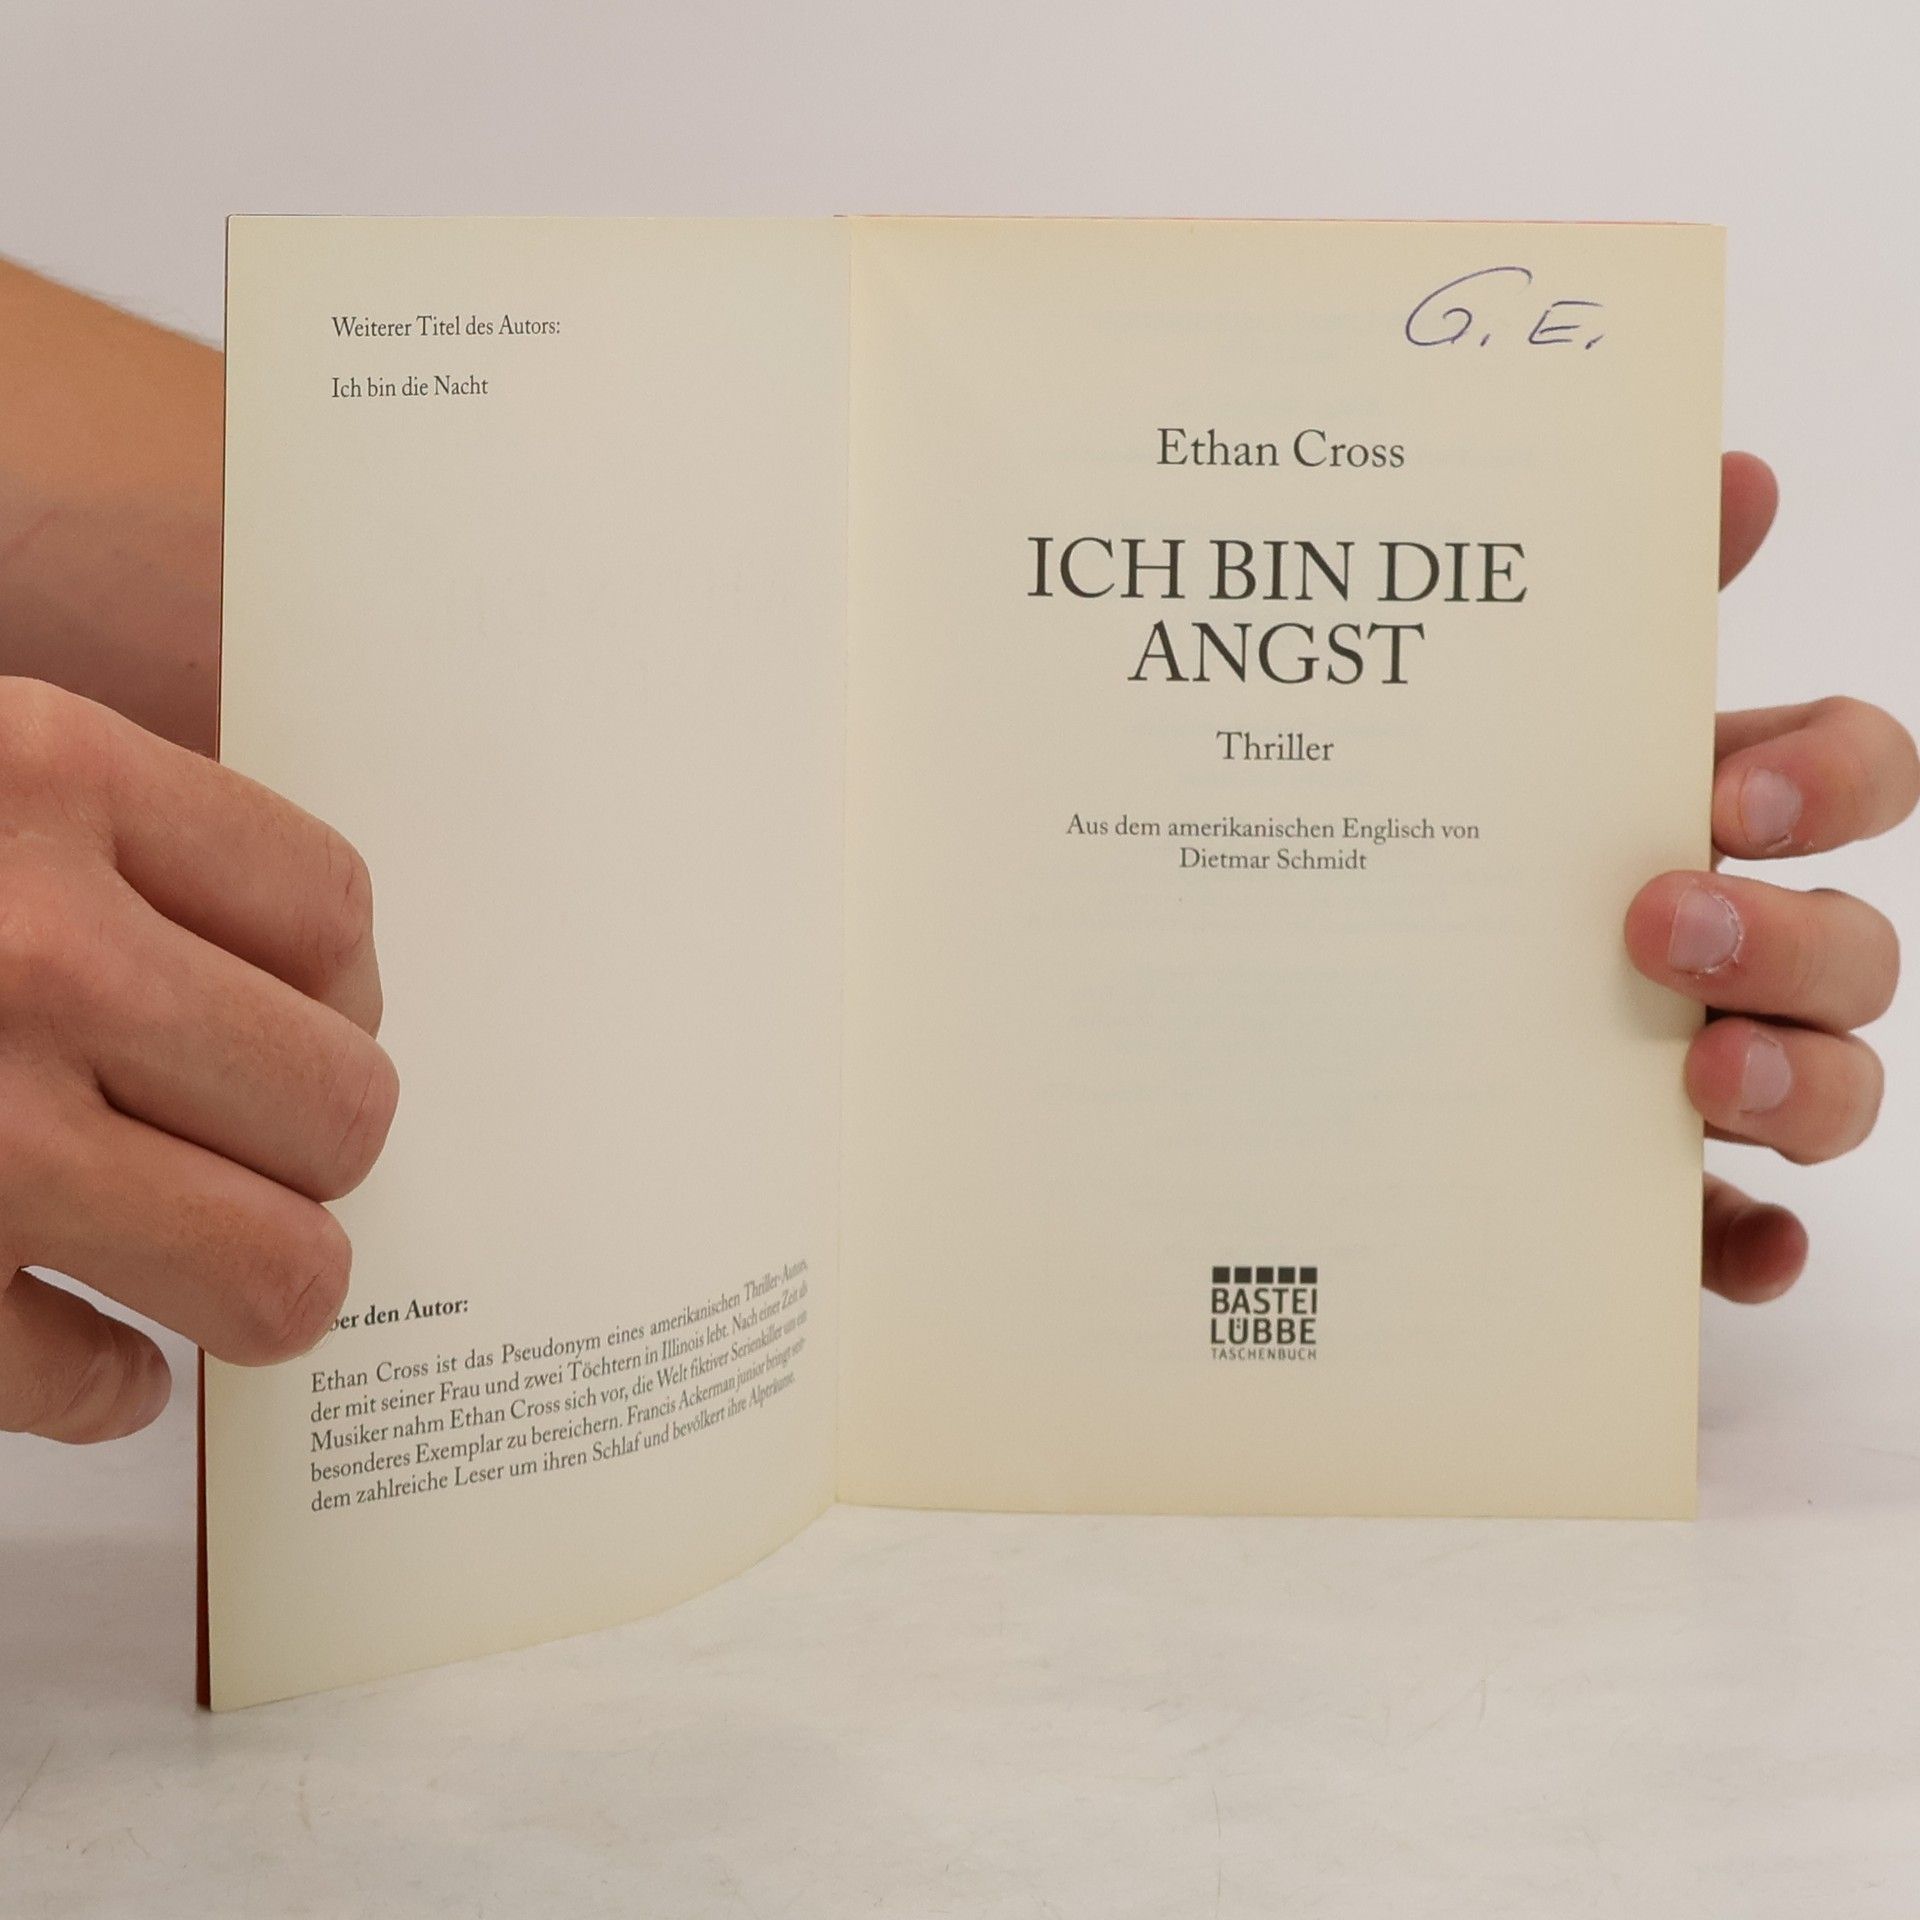 Weiterer Titel des Autors:
Ich bin die Nacht
ber den Autor:
Ethan Cross ist das Pseudonym eines amerikanischen Thriller-Autors,
der mit seiner Frau und zwei Töchtern in Illinois lebt. Nach einer Zeit als
Musiker nahm Ethan Cross sich vor, die Welt fiktiver Serienkiller um ein
besonderes Exemplar zu bereichern. Francis Ackerman junior bringt seit-
dem zahlreiche Leser um ihren Schlaf und bevölkert ihre Alpträume.
G. E.
Ethan Cross
ICH BIN DIE
ANGST
Thriller
Aus dem amerikanischen Englisch von
Dietmar Schmidt
BASTEI
LÜBBE
TASCHENBUCH